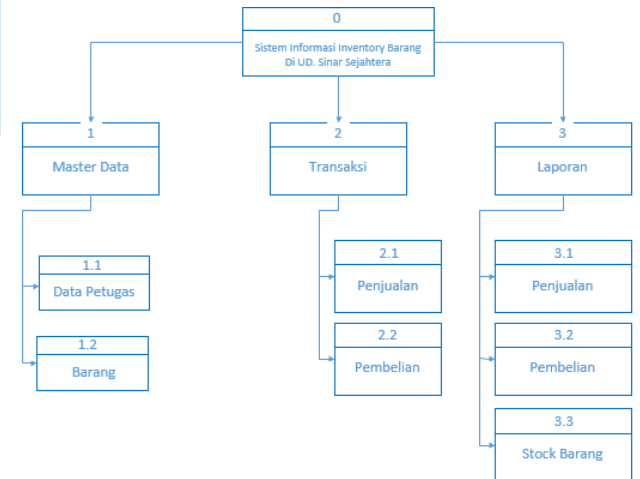 0
Sistem Informasi Inventory Barang
Di UD. Sinar Sejahtera
1
Master Data
2
Transaksi
3
Laporan
1.1
Data Petugas
1.2
Barang
2.1
Penjualan
2.2
Pembelian
3.1
Penjualan
3.2
Pembelian
3.3
Stock Barang